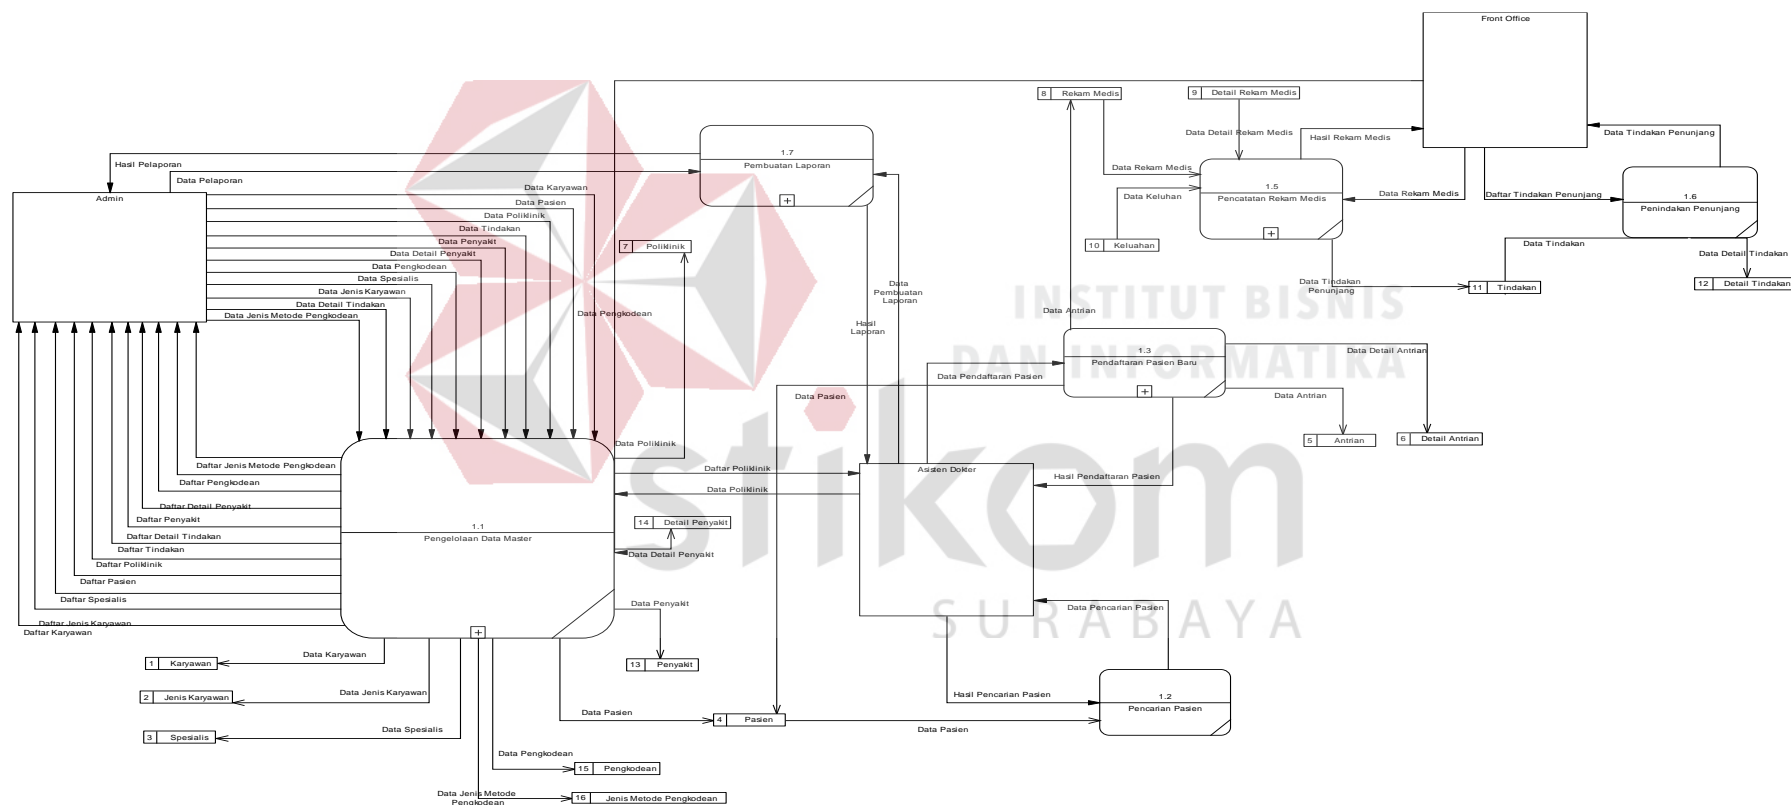 Front Office
8 Rekam Medis
9 Detail Rekam Medis
Data Detail Rekam Medis
Hasil Rekam Medis
Data Tindakan Penunjang
1.7
Pembuatan Laporan
Hasil Pelaporan
Data Pelaporan
Data Rekam Medis
Data Keluhan
1.5
Pencatatan Rekam Medis
Data Rekam Medis
Daftar Tindakan Penunjang
1.6
Penindakan Penunjang
Admin
Data Karyawan
Data Pasien
Data Poliklinik
Data Tindakan
Data Penyakit
Data Detail Penyakit
Data Pengkodean
Data Spesialis
Data Jenis Karyawan
Data Detail Tindakan
Data Jenis Metode Pengkodean
7 Poliklinik
10 Keluahan
Data Tindakan
Data Detail Tindakan
Data Tindakan
Penunjang
11 Tindakan
12 Detail Tindakan
Data
Pembuatan
Laporan
Hasil
Laporan
Data Pengkodean
INSTITUT BISNIS
DAN INFORMATIKA
stikom
SURABAYA
Data Antrian
1.3
Pendaftaran Pasien Baru
Data Detail Antrian
Data Pendaftaran Pasien
Data Pasien
Data Antrian
5 Antrian
6 Detail Antrian
Data Poliklinik
Daftar Poliklinik
Data Poliklinik
Asisten Dokter
Hasil Pendaftaran Pasien
Daftar Jenis Metode Pengkodean
Daftar Pengkodean
Daftar Detail Penyakit
Daftar Penyakit
Daftar Detail Tindakan
Daftar Tindakan
Daftar Poliklinik
Daftar Pasien
Daftar Spesialis
Daftar Jenis Karyawan
Daftar Karyawan
1.1
Pengelolaan Data Master
14 Detail Penyakit
Data Detail Penyakit
Data Penyakit
13 Penyakit
Data Pencarian Pasien
Hasil Pencarian Pasien
1.2
Pencarian Pasien
Data Karyawan
1 Karyawan
Data Jenis Karyawan
2 Jenis Karyawan
Data Spesialis
3 Spesialis
Data Pasien
4 Pasien
Data Pasien
Data Pengkodean
15 Pengkodean
Data Jenis Metode
Pengkodean
16 Jenis Metode Pengkodean